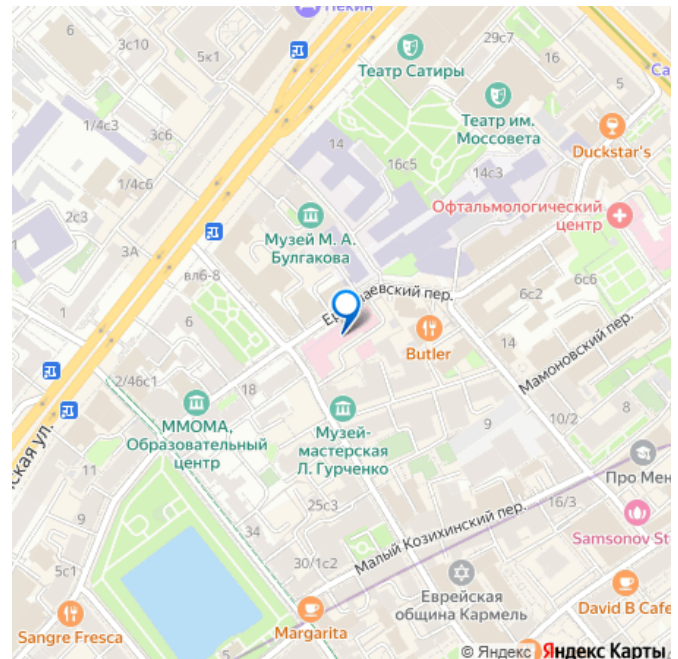 Пекин
3с10
5к1
29с7
16
5
Са
Театр Сатиры
Театр им.
Моссовета
Duckstar's
1/4с3
3с6
14
16с5
14с3
1/4с6
Офтальмологический
центр
2с3
Музей М. А.
Булгакова
3А
вл6-8
6с6
6с2
1
6
Butler
14
Мамоновский пер.
2/46с1
18
ММОМА,
Образовательный
центр
Музей-
мастерская
Л. Гурченко
10/2
8
9
ская ул.
11
Про Мен
25с3
16/3
9
34
Малый Козихинский пер.
Samsonov St
5с1
30/1с2
Еврейская
община Кармель
David B Cafe
Sangre Fresca
Margarita
5
© Яндекс Яндекс Карты